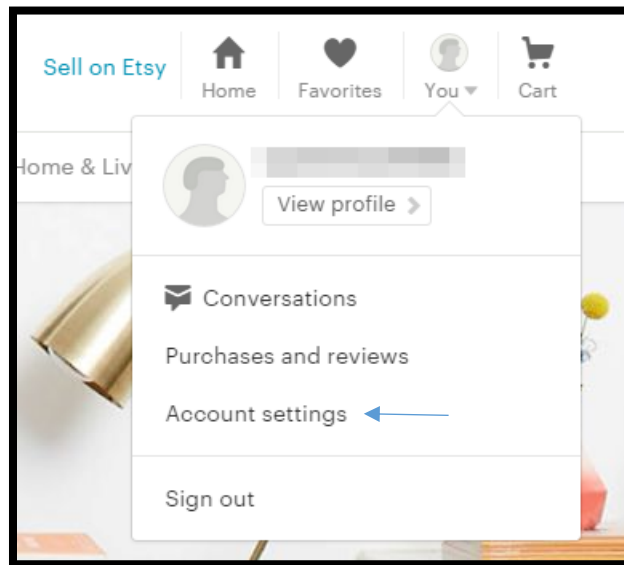 Sell on Etsy
Home
Favorites
You
Cart
Home & Liv
View profile
Conversations
Purchases and reviews
Account settings
Sign out